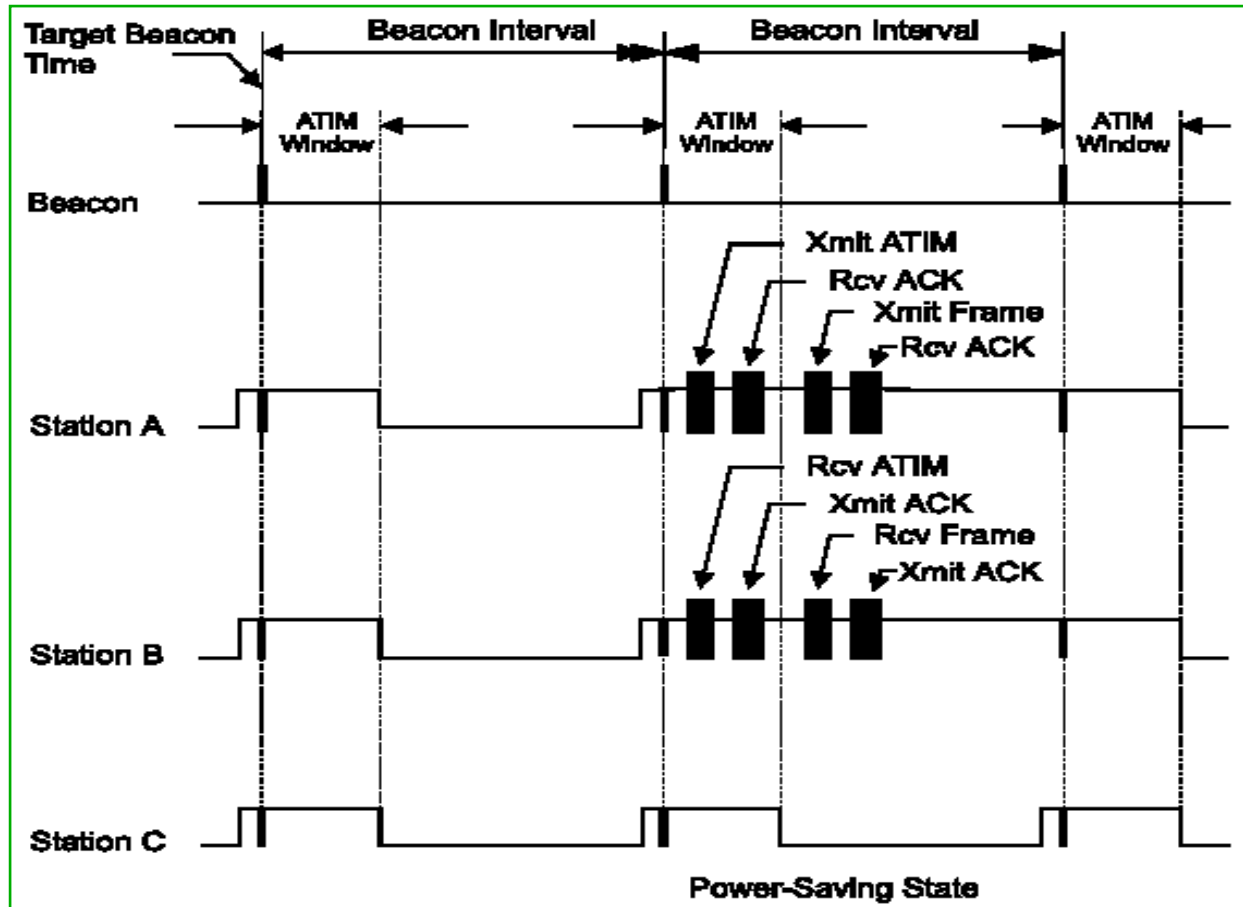 Target Beacon
Time
Beacon Interval
Beacon Interval
ATIM
Window
ATIM
Window
ATIM
Window
Beacon
Xmit ATIM
Rcv ACK
Xmit Frame
Rcv ACK
Station A
Rcv ATIM
Xmit ACK
Rcv Frame
Xmit ACK
Station B
Station C
Power-Saving State